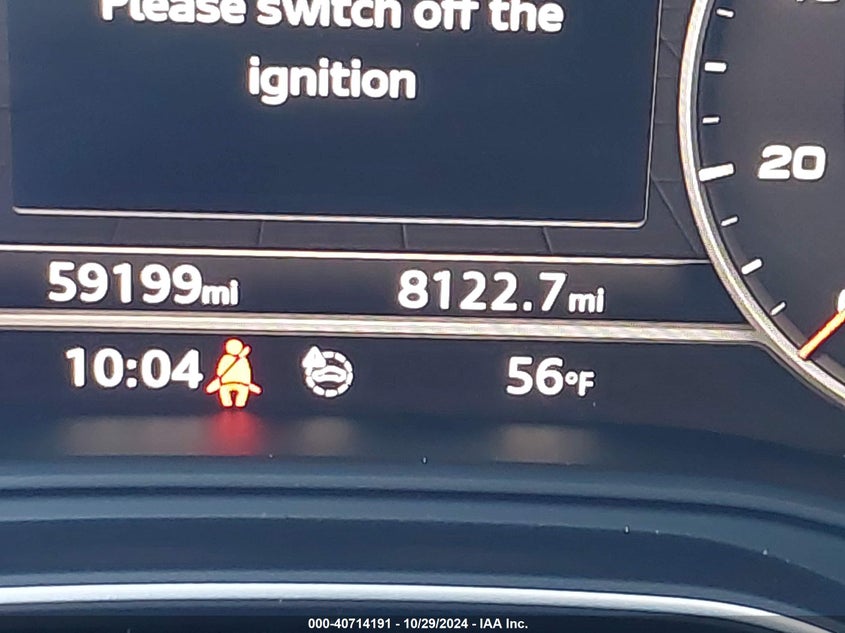 Please switch off the
ignition
20
59199mi
8122.7mi
10:04
56°F
000-40714191 - 10/29/2024 - IAA Inc.